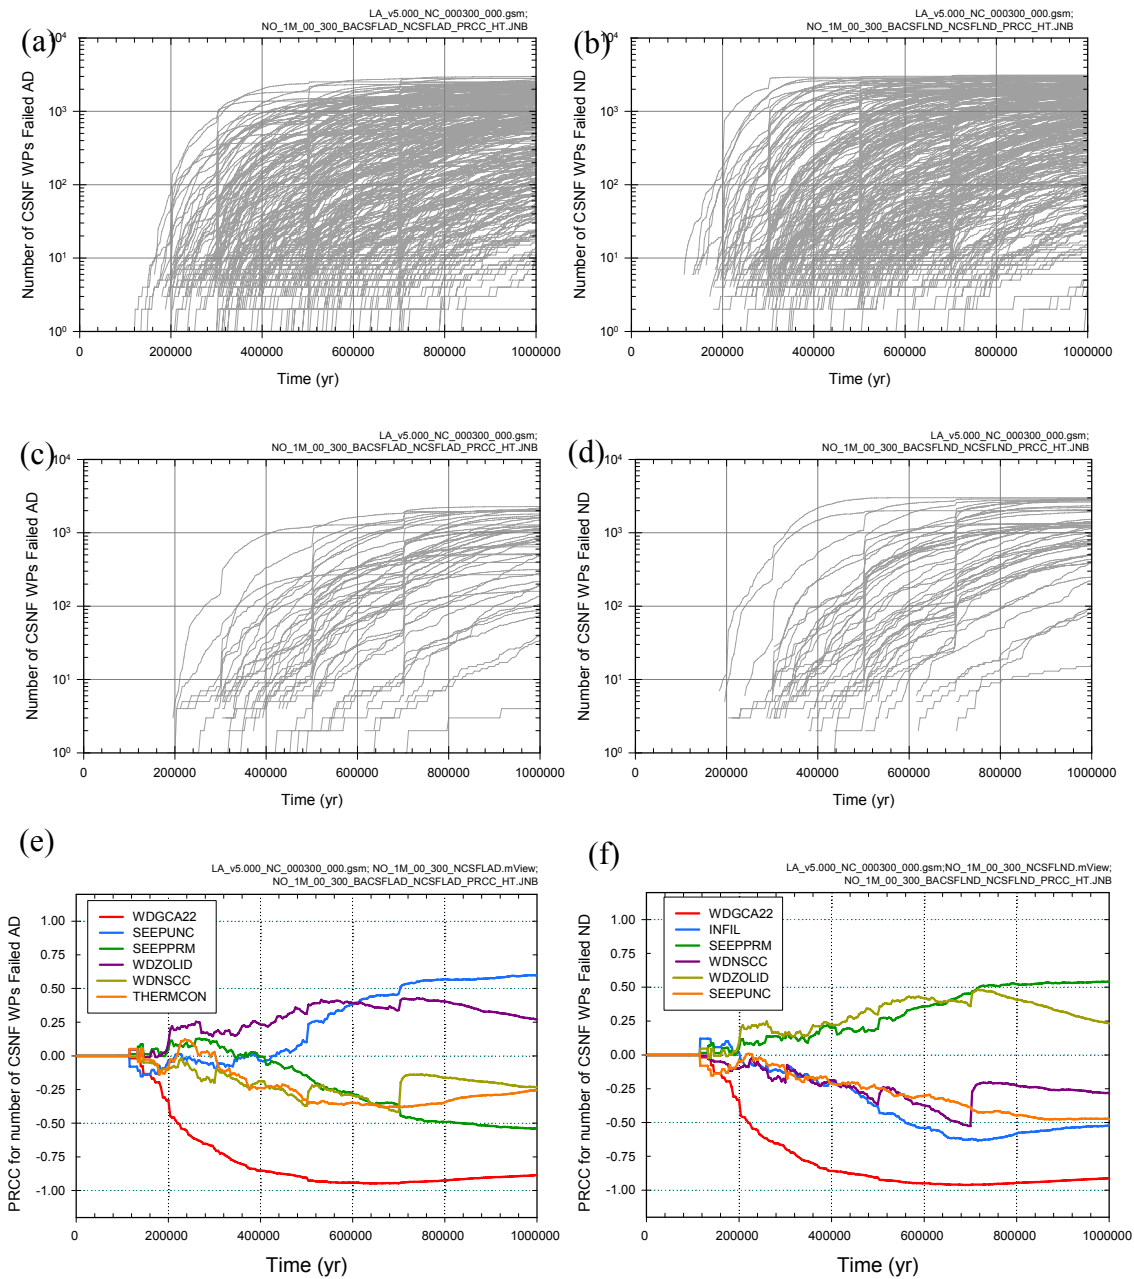 (a)
LA_v5.000_NC_000300_000.gsm;
NO_1M_00_300_BACSFLAD_NCSFLAD_PRCC_HT.JNB
Number of CSNF WPs Failed AD
10⁴
10³
10²
10¹
10⁰
0 200000 400000 600000 800000 1000000
Time (yr)
(b)
LA_v5.000_NC_000300_000.gsm;
NO_1M_00_300_BACSFLND_NCSFLND_PRCC_HT.JNB
Number of CSNF WPs Failed ND
10⁴
10³
10²
10¹
10⁰
0 200000 400000 600000 800000 1000000
Time (yr)
(c)
LA_v5.000_NC_000300_000.gsm;
NO_1M_00_300_BACSFLAD_NCSFLAD_PRCC_HT.JNB
Number of CSNF WPs Failed AD
10⁴
10³
10²
10¹
10⁰
0 200000 400000 600000 800000 1000000
Time (yr)
(d)
LA_v5.000_NC_000300_000.gsm;
NO_1M_00_300_BACSFLND_NCSFLND_PRCC_HT.JNB
Number of CSNF WPs Failed ND
10⁴
10³
10²
10¹
10⁰
0 200000 400000 600000 800000 1000000
Time (yr)
(e)
LA_v5.000_NC_000300_000.gsm; NO_1M_00_300_NCSFLAD.mView;
NO_1M_00_300_BACSFLAD_NCSFLAD_PRCC_HT.JNB
PRCC for number of CSNF WPs Failed AD
1.00
0.75
0.50
0.25
0.00
-0.25
-0.50
-0.75
-1.00
WDGCA22
SEEPUNC
SEEPPRM
WDZOLID
WDNSCC
THERMCON
0 200000 400000 600000 800000 1000000
Time (yr)
(f)
LA_v5.000_NC_000300_000.gsm;NO_1M_00_300_NCSFLND.mView;
NO_1M_00_300_BACSFLND_NCSFLND_PRCC_HT.JNB
PRCC for number of CSNF WPs Failed ND
1.00
0.75
0.50
0.25
0.00
-0.25
-0.50
-0.75
-1.00
WDGCA22
INFIL
SEEPPRM
WDNSCC
WDZOLID
SEEPUNC
0 200000 400000 600000 800000 1000000
Time (yr)